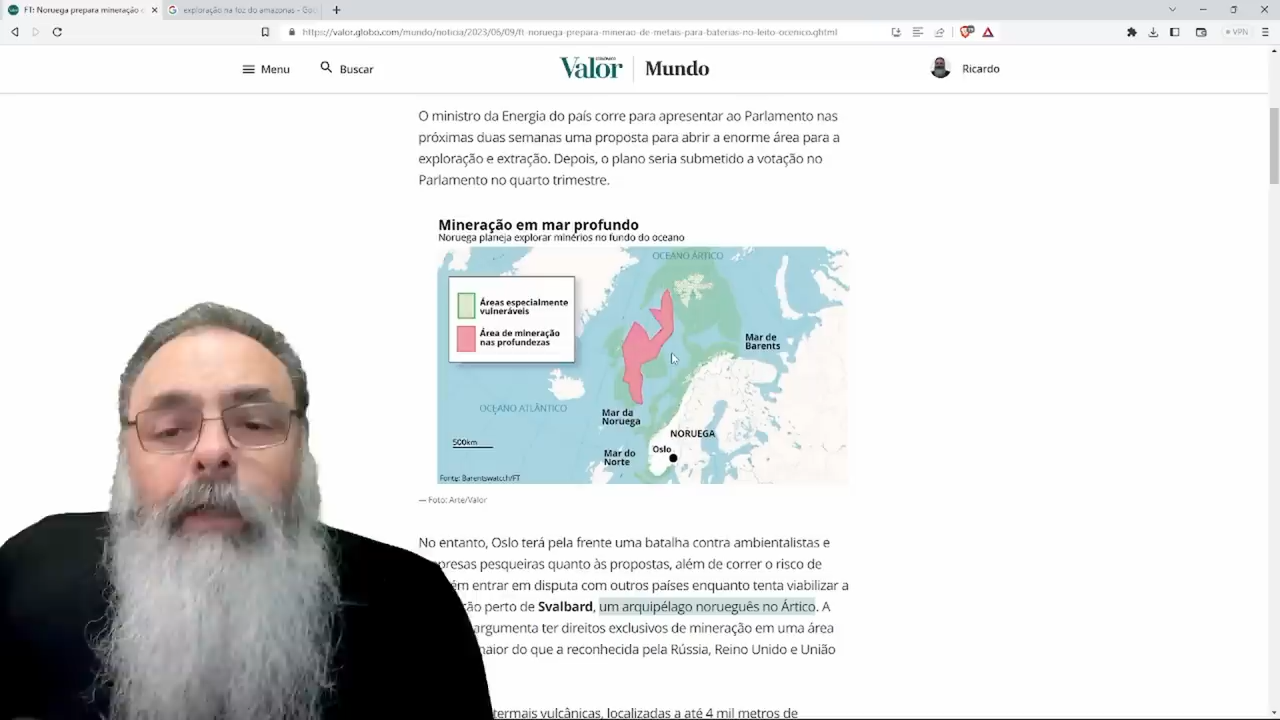 FT: Noruega prepara mineração
exploração na foz do amazonas - Goo
https://valor.globo.com/mundo/noticia/2023/06/09/ft-noruega-prepara-minerao-de-metais-para-baterias-no-leito-ocenico.ghtml
VPN
Menu
Buscar
Valor
ECONÔMICO
Mundo
Ricardo
O ministro da Energia do país corre para apresentar ao Parlamento nas
próximas duas semanas uma proposta para abrir a enorme área para a
exploração e extração. Depois, o plano seria submetido a votação no
Parlamento no quarto trimestre.
Mineração em mar profundo
Noruega planeja explorar minérios no fundo do oceano
OCEANO ÁRTICO
Áreas especialmente
vulneráveis
Área de mineração
nas profundezas
Mar de
Barents
OCEANO ATLÂNTICO
Mar da
Noruega
NORUEGA
500km
Mar do
Norte
Oslo
Fonte: Barentswatcch/FT
— Foto: Arte/Valor
No entanto, Oslo terá pela frente uma batalha contra ambientalistas e
presas pesqueiras quanto às propostas, além de correr o risco de
ém entrar em disputa com outros países enquanto tenta viabilizar a
ção perto de Svalbard, um arquipélago norueguês no Ártico. A
argumenta ter direitos exclusivos de mineração em uma área
maior do que a reconhecida pela Rússia, Reino Unido e União
termais vulcânicas, localizadas a até 4 mil metros de